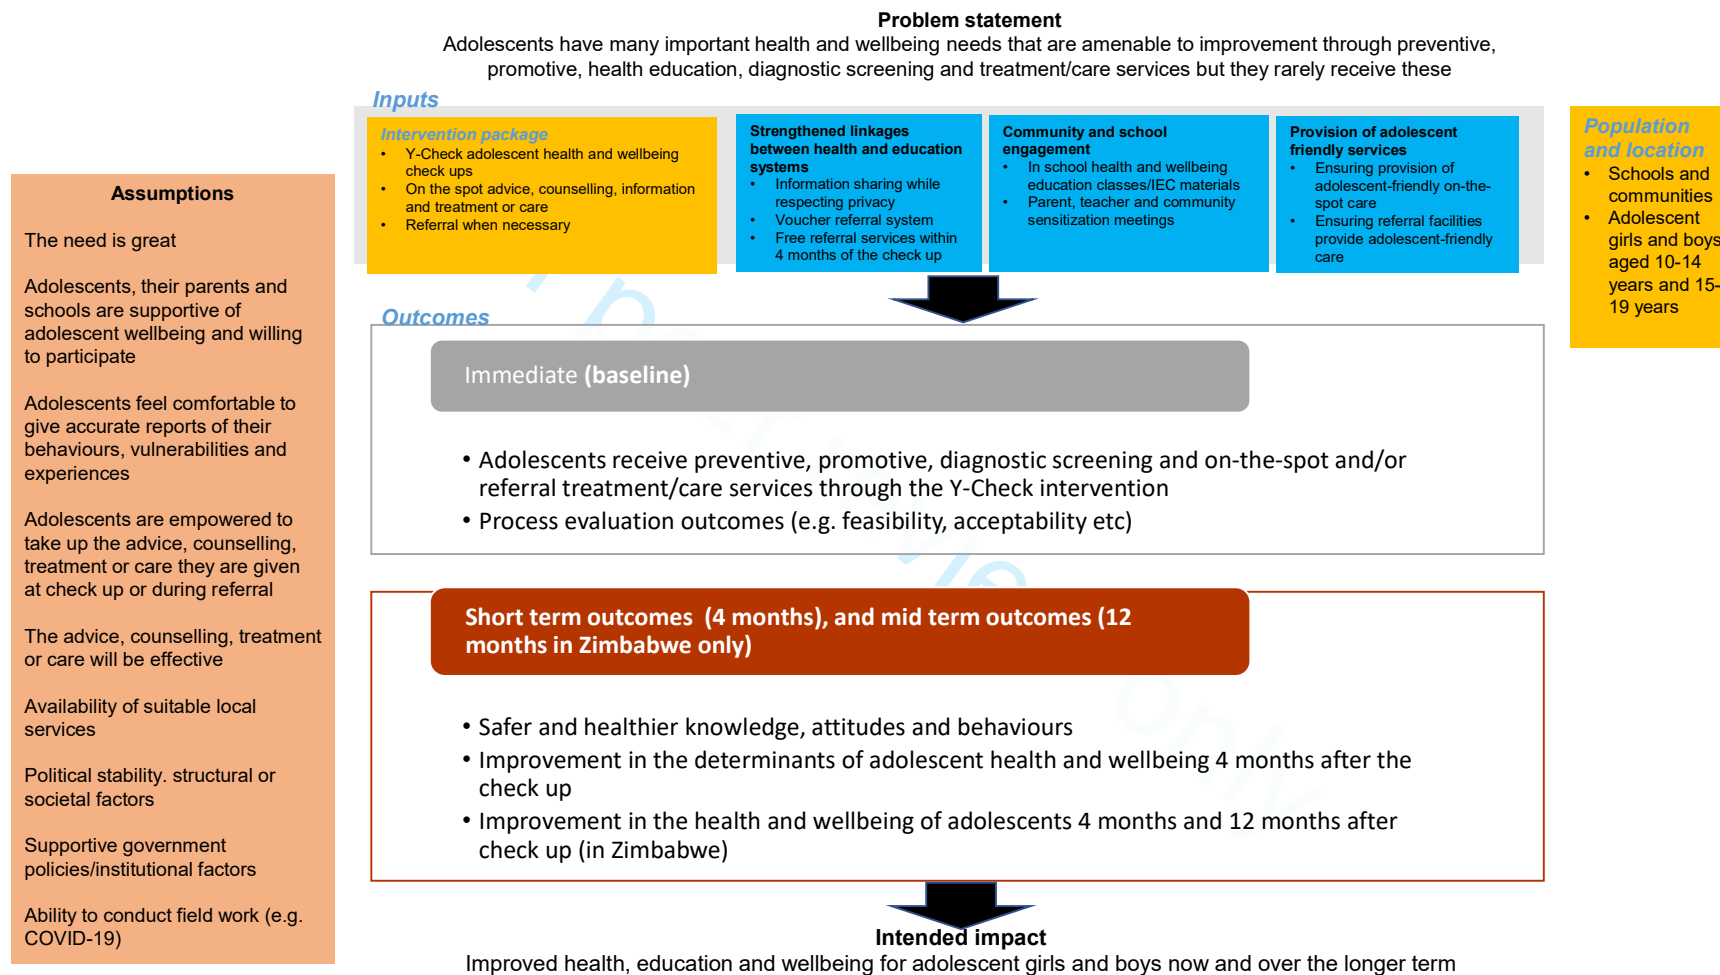 Problem statement
Adolescents have many important health and wellbeing needs that are amenable to improvement through preventive,
promotive, health education, diagnostic screening and treatment/care services but they rarely receive these
Inputs
Intervention package
• Y-Check adolescent health and wellbeing
check ups
• On the spot advice, counselling, information
and treatment or care
• Referral when necessary
Strengthened linkages
between health and education
systems
• Information sharing while
respecting privacy
• Voucher referral system
• Free referral services within
4 months of the check up
Community and school
engagement
• In school health and wellbeing
education classes/IEC materials
• Parent, teacher and community
sensitization meetings
Provision of adolescent
friendly services
• Ensuring provision of
adolescent-friendly on-the-
spot care
• Ensuring referral facilities
provide adolescent-friendly
care
Population
and location
• Schools and
communities
• Adolescent
girls and boys
aged 10-14
years and 15-
19 years
Assumptions
The need is great
Adolescents, their parents and
schools are supportive of
adolescent wellbeing and willing
to participate
Adolescents feel comfortable to
give accurate reports of their
behaviours, vulnerabilities and
experiences
Adolescents are empowered to
take up the advice, counselling,
treatment or care they are given
at check up or during referral
The advice, counselling, treatment
or care will be effective
Availability of suitable local
services
Political stability. structural or
societal factors
Supportive government
policies/institutional factors
Ability to conduct field work (e.g.
COVID-19)
Outcomes
Immediate (baseline)
• Adolescents receive preventive, promotive, diagnostic screening and on-the-spot and/or
referral treatment/care services through the Y-Check intervention
• Process evaluation outcomes (e.g. feasibility, acceptability etc)
Short term outcomes  (4 months), and mid term outcomes (12
months in Zimbabwe only)
• Safer and healthier knowledge, attitudes and behaviours
• Improvement in the determinants of adolescent health and wellbeing 4 months after the
check up
• Improvement in the health and wellbeing of adolescents 4 months and 12 months after
check up (in Zimbabwe)
Intended impact
Improved health, education and wellbeing for adolescent girls and boys now and over the longer term
only